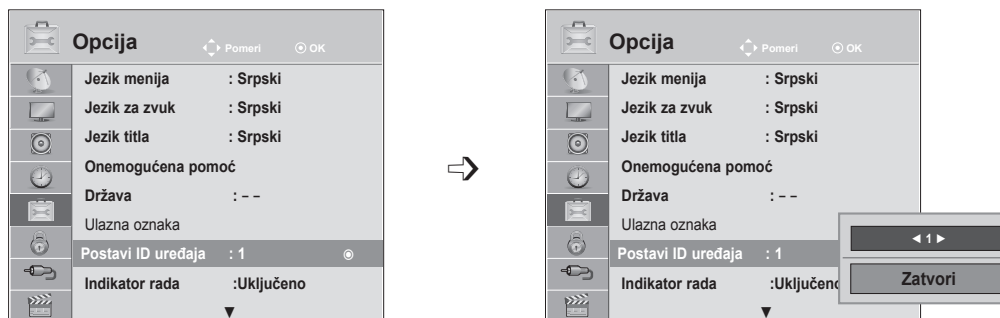 Opcija Pomeri OK
Jezik menija : Srpski
Jezik za zvuk : Srpski
Jezik titla : Srpski
Onemogućena pomoć
Država : – –
Ulazna oznaka
Postavi ID uređaja : 1
Indikator rada :Uključeno
▼
Opcija Pomeri OK
Jezik menija : Srpski
Jezik za zvuk : Srpski
Jezik titla : Srpski
Onemogućena pomoć
Država : – –
Ulazna oznaka
Postavi ID uređaja : 1
Indikator rada :Uključeno
▼
◄ 1 ►
Zatvori